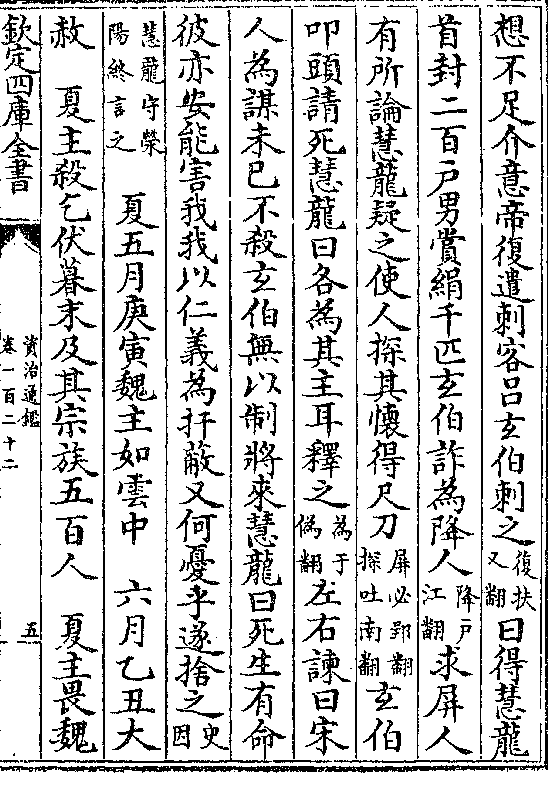 想不足介意帝復遣刺客呂玄伯刺之復扶又翻曰得慧龍
首封二百戶男賞絹千匹玄伯詐為降人降戶江翻求屏人
有所論慧龍疑之使人探其懷得尺刀屏必郢翻探吐南翻玄伯
叩頭請死慧龍曰各為其主耳釋之為于偽翻左右諫曰宋
人為謀未已不殺玄伯無以制將來慧龍曰死生有命
彼亦安能害我我以仁義為扞蔽又何憂乎遂捨之史因
慧龍守滎陽終言之 夏五月庚寅魏主如雲中 六月乙丑大
赦 夏主殺乞伏暮末及其宗族五百人 夏主畏魏
欽定四庫全書 資治通鑑卷一百二十二 五